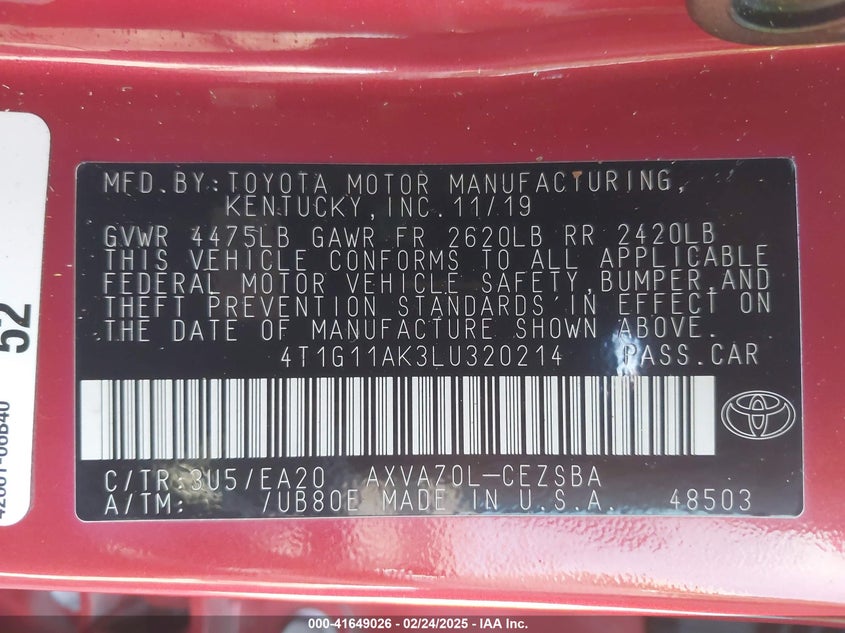 MFD.BY:TOYOTA MOTOR MANUFACTURING,
KENTUCKY,INC.11/19
GVWR 4475LB GAWR FR 2620LB RR 2420LB
THIS VEHICLE CONFORMS TO ALL APPLICABLE
FEDERAL MOTOR VEHICLE SAFETY,BUMPER,AND
THEFT PREVENTION STANDARDS IN EFFECT ON
THE DATE OF MANUFACTURE SHOWN ABOVE.
4T1G11AK3LU320214 PASS.CAR
C/TR:3U5/EA20 AXVA70L-CEZSBA
A/TM: /UB80E MADE IN U.S.A. 48503
52
000-41649026 - 02/24/2025 - IAA Inc.